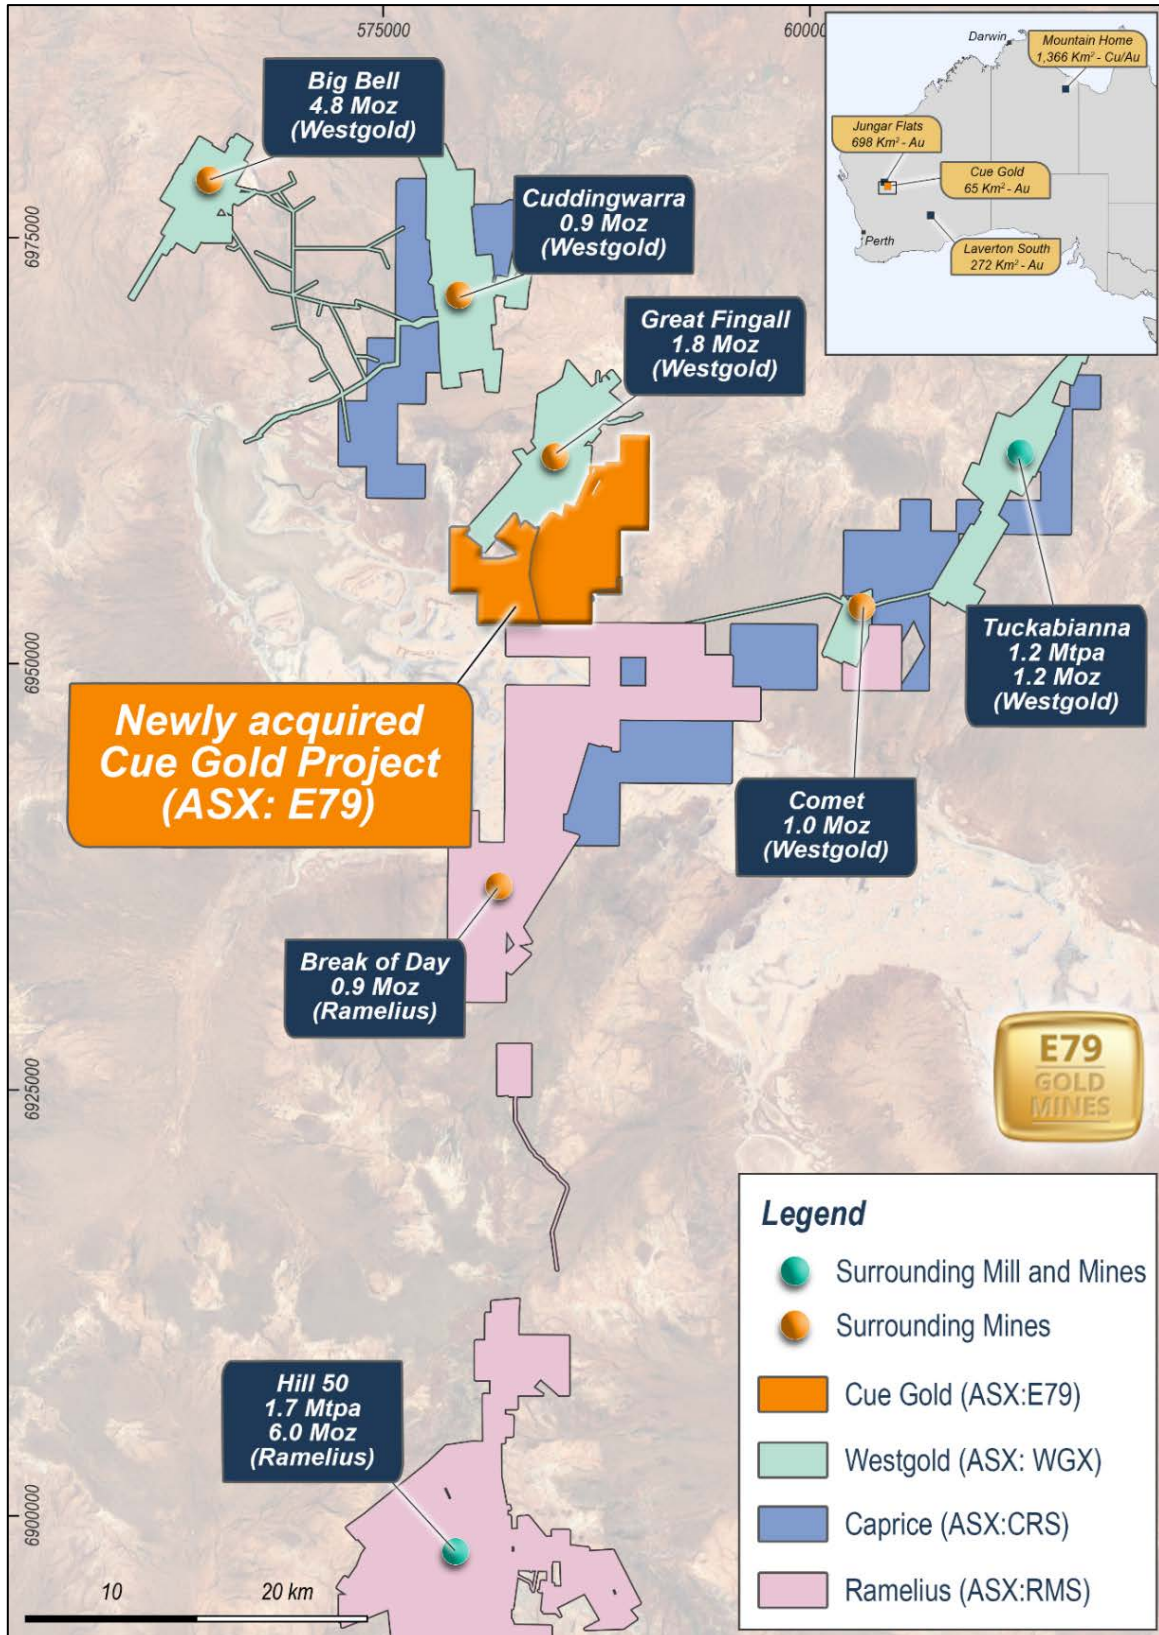 575000
60000
Big Bell
4.8 Moz
(Westgold)
Cuddingwarra
0.9 Moz
(Westgold)
Great Fingall
1.8 Moz
(Westgold)
Darwin
Mountain Home
1,366 Km² - Cu/Au
Jungar Flats
698 Km² - Au
Cue Gold
65 Km² - Au
Perth
Laverton South
272 Km² - Au
6975000
6950000
6925000
6900000
Tuckabianna
1.2 Mtpa
1.2 Moz
(Westgold)
Newly acquired
Cue Gold Project
(ASX: E79)
Comet
1.0 Moz
(Westgold)
Break of Day
0.9 Moz
(Ramelius)
E79
GOLD
MINES
Hill 50
1.7 Mtpa
6.0 Moz
(Ramelius)
Legend
Surrounding Mill and Mines
Surrounding Mines
Cue Gold (ASX:E79)
Westgold (ASX: WGX)
Caprice (ASX:CRS)
Ramelius (ASX:RMS)
10
20 km